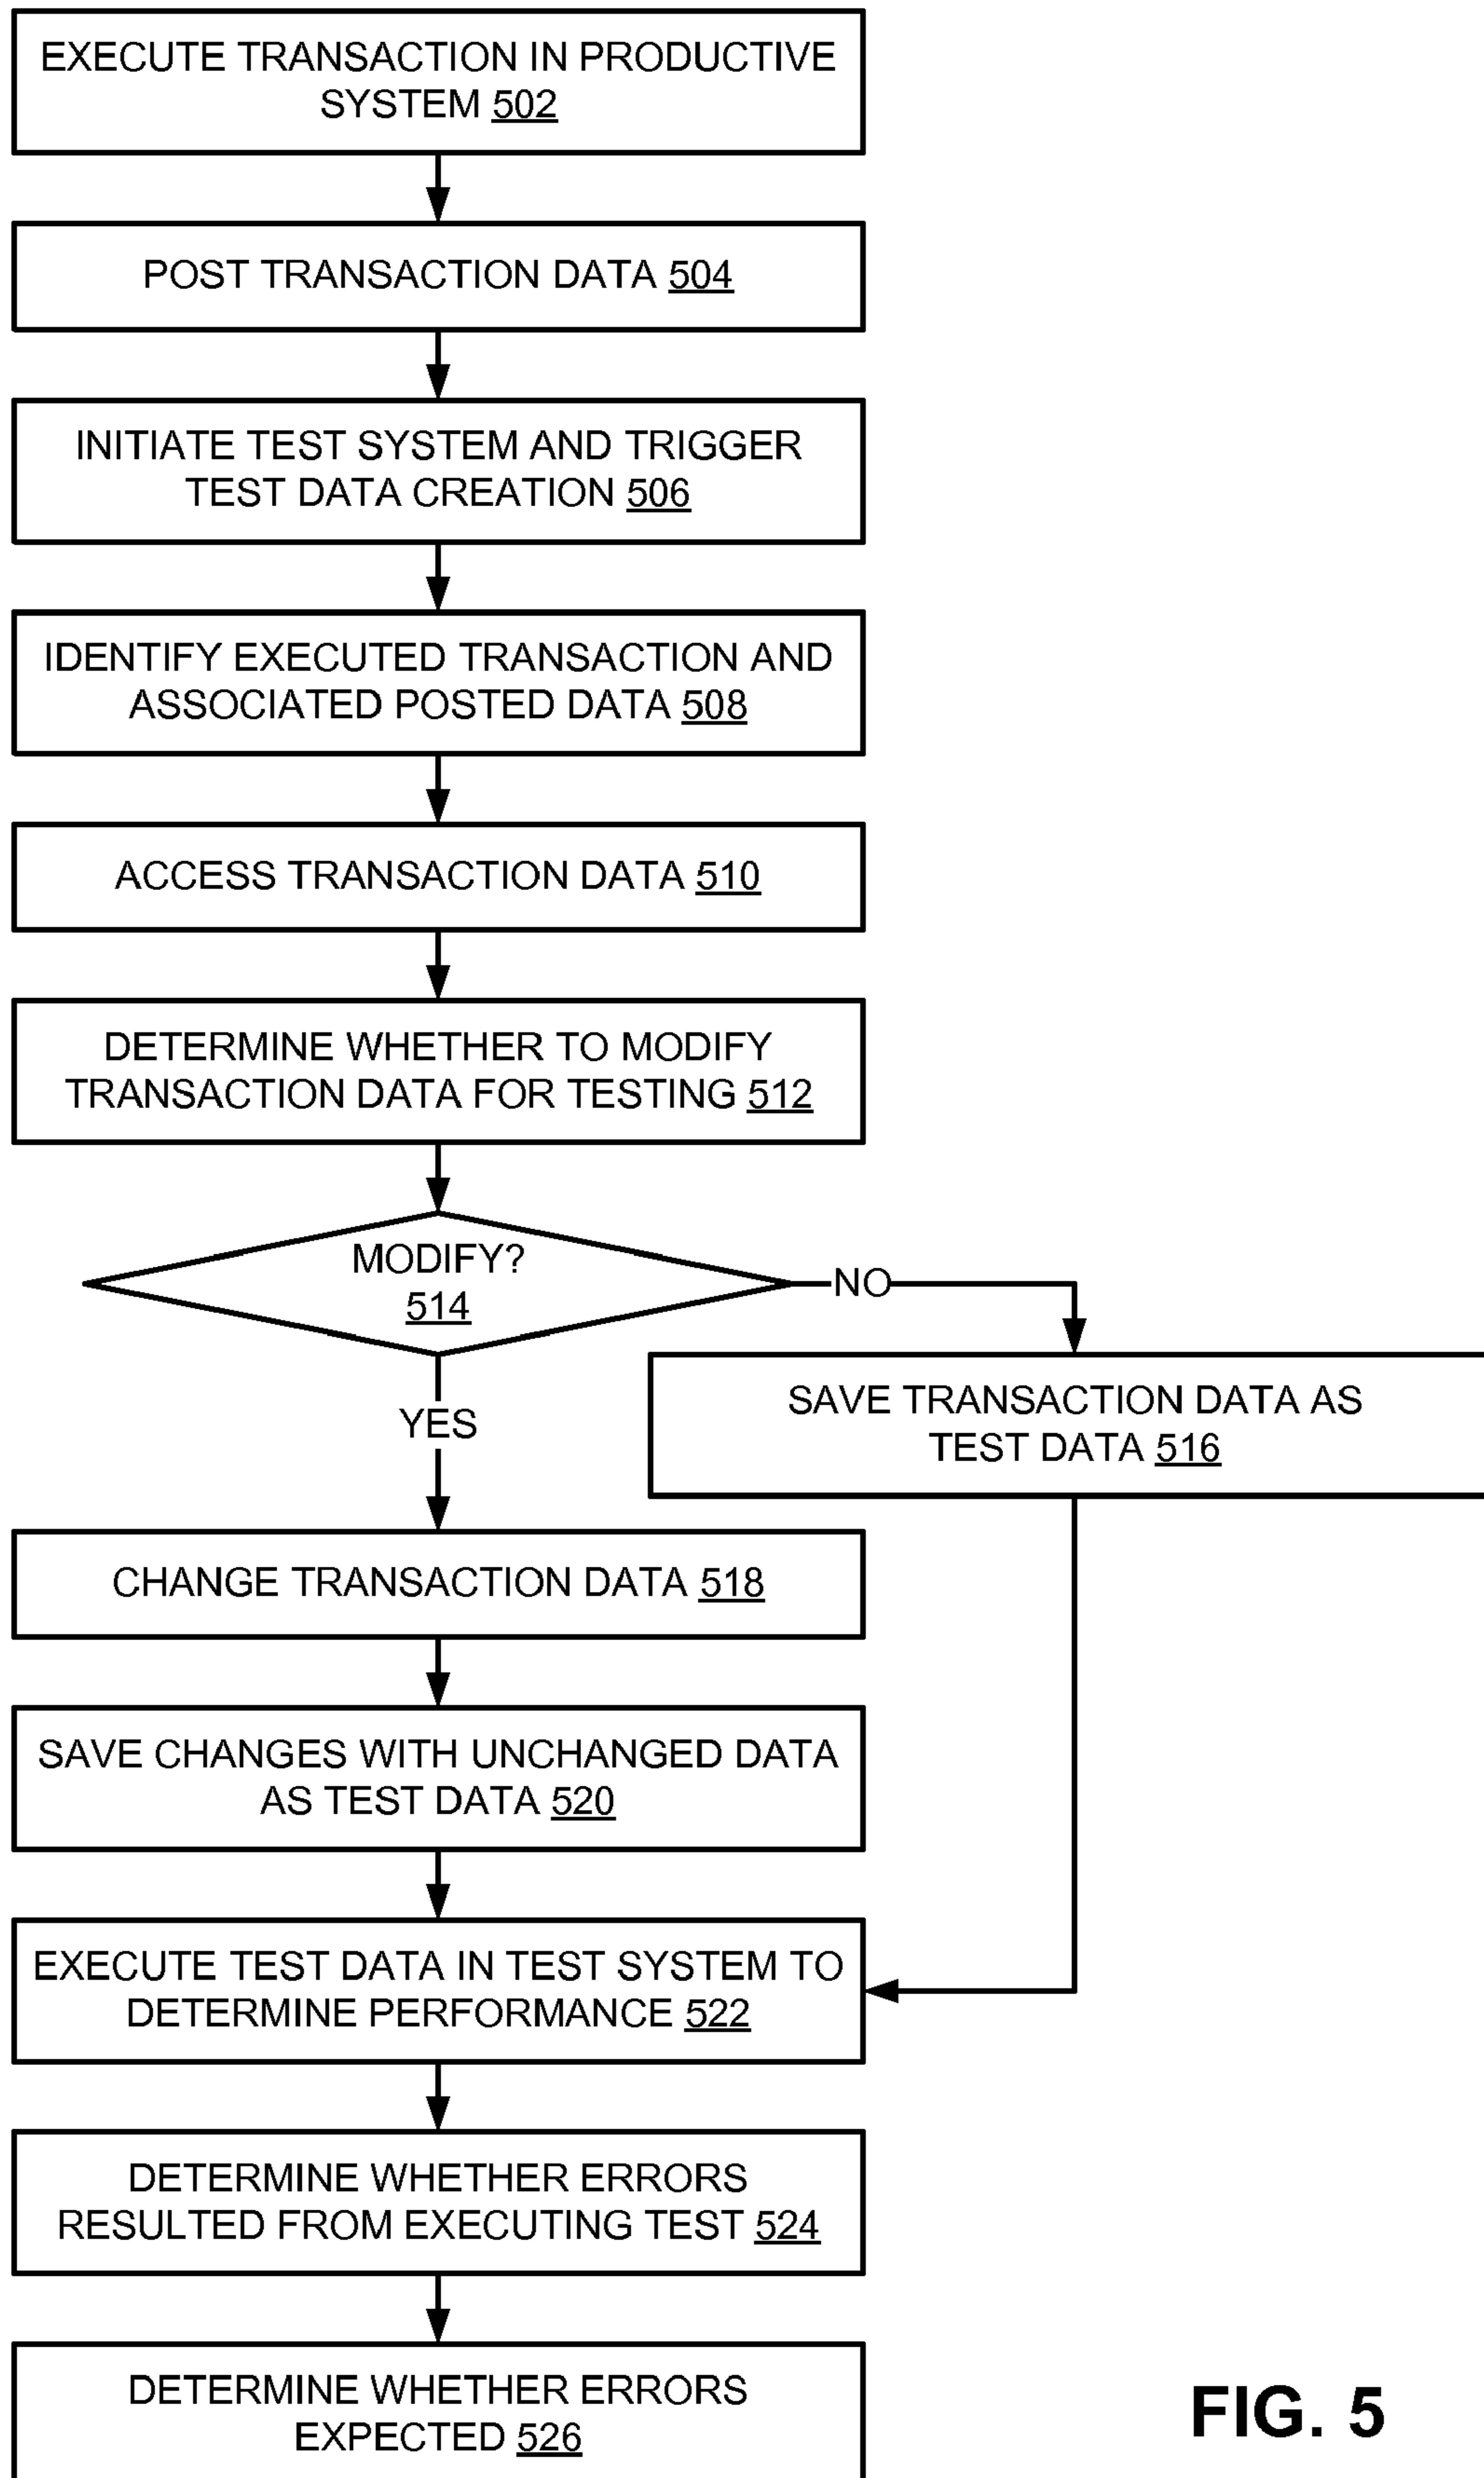 EXECUTE TRANSACTION IN PRODUCTIVE
SYSTEM 502
POST TRANSACTION DATA 504
INITIATE TEST SYSTEM AND TRIGGER
TEST DATA CREATION 506
IDENTIFY EXECUTED TRANSACTION AND
ASSOCIATED POSTED DATA 508
ACCESS TRANSACTION DATA 510
DETERMINE WHETHER TO MODIFY
TRANSACTION DATA FOR TESTING 512
MODIFY?
514
NO
SAVE TRANSACTION DATA AS
TEST DATA 516
YES
CHANGE TRANSACTION DATA 518
SAVE CHANGES WITH UNCHANGED DATA
AS TEST DATA 520
EXECUTE TEST DATA IN TEST SYSTEM TO
DETERMINE PERFORMANCE 522
DETERMINE WHETHER ERRORS
RESULTED FROM EXECUTING TEST 524
DETERMINE WHETHER ERRORS
EXPECTED 526
FIG. 5